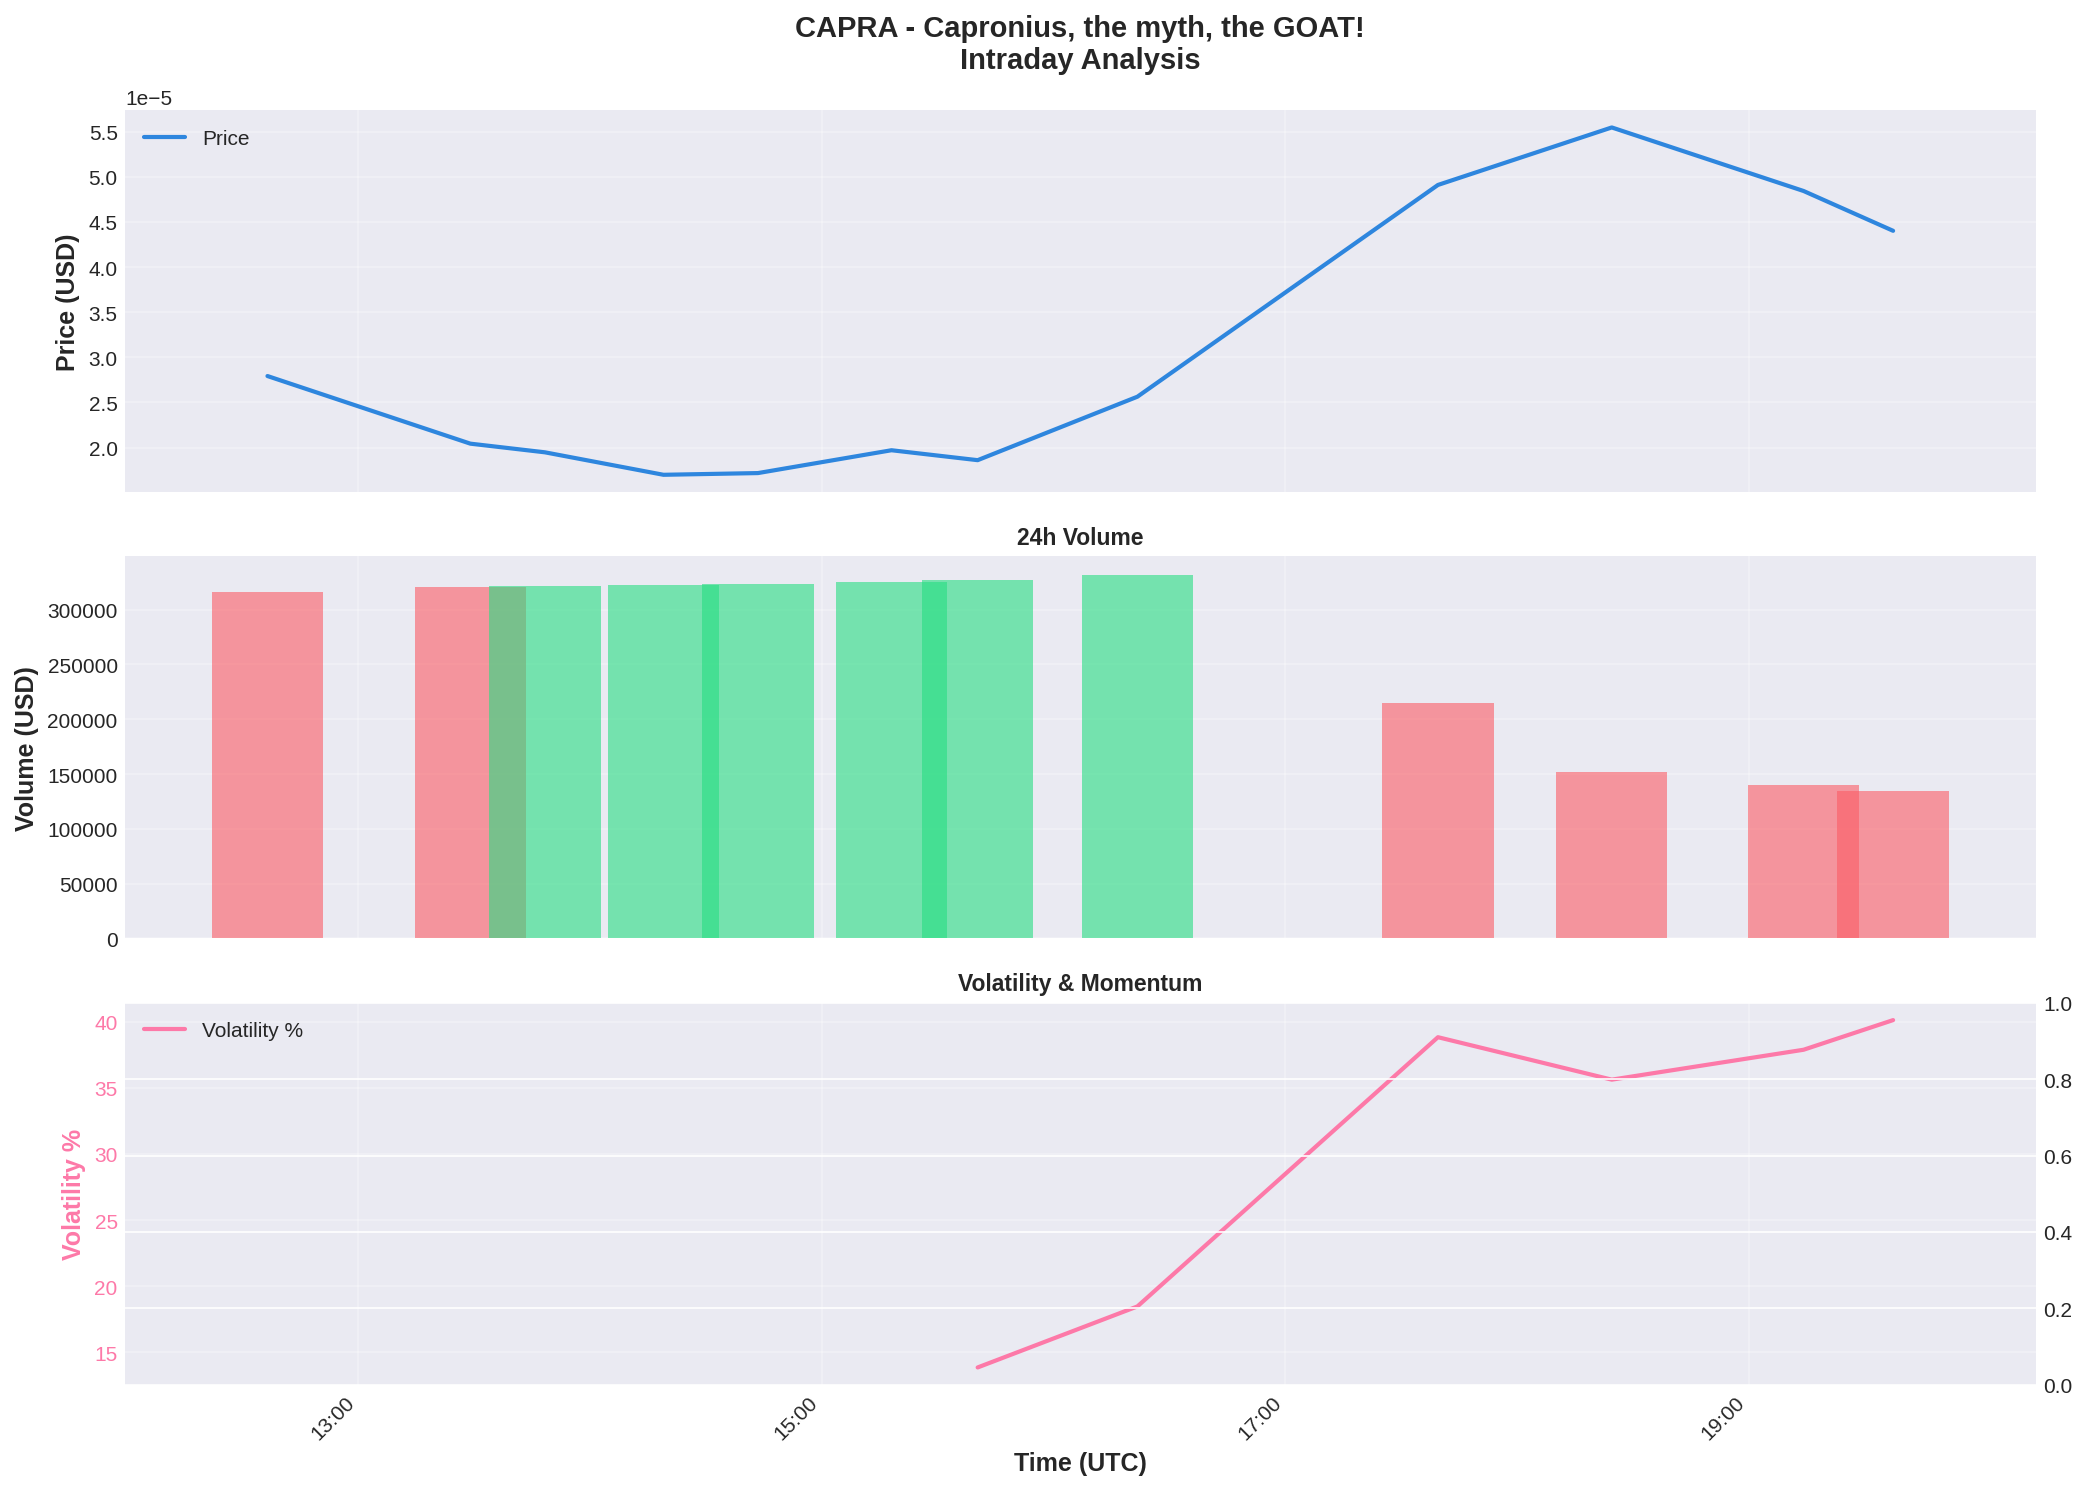 CAPRA - Capronius, the myth, the GOAT!
Intraday Analysis
1e−5
Price
5.5
5.0
4.5
4.0
3.5
3.0
2.5
2.0
Price (USD)
24h Volume
300000
250000
200000
150000
100000
50000
0
Volume (USD)
Volatility & Momentum
Volatility %
40
35
30
25
20
15
Volatility %
1.0
0.8
0.6
0.4
0.2
0.0
13:00
15:00
17:00
19:00
Time (UTC)